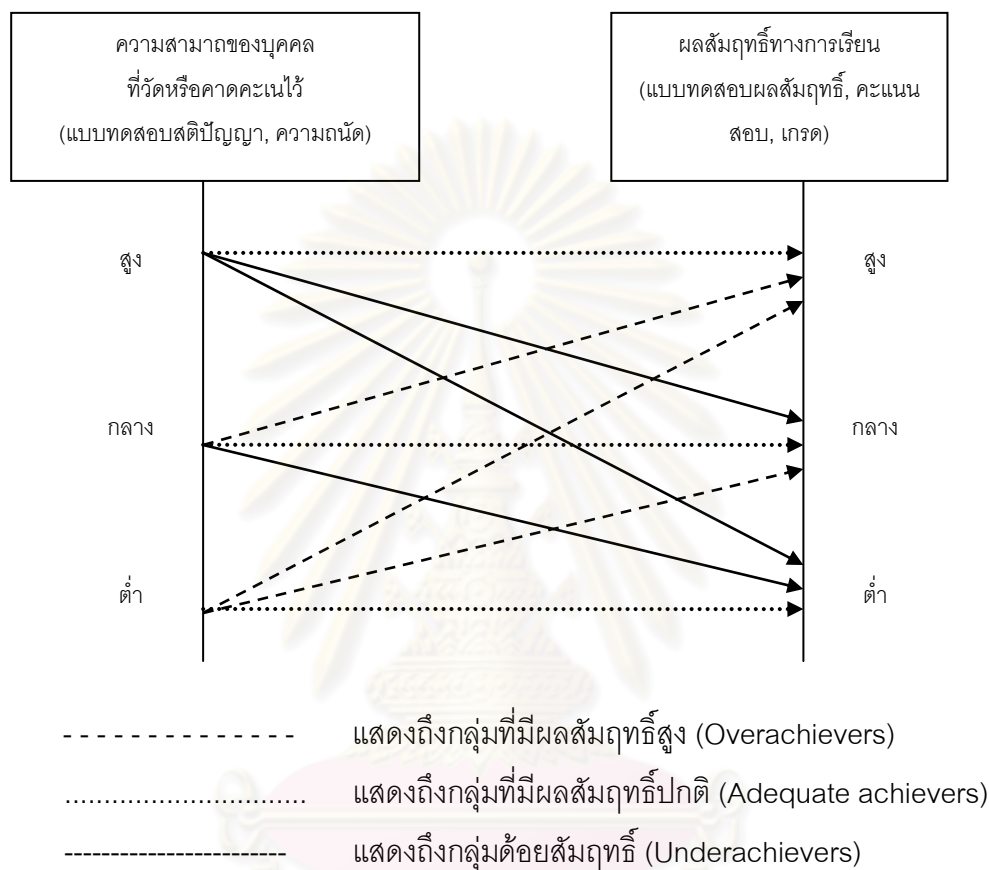 ความสามาถของบุคคล
ที่วัดหรือคาดคะเนไว้
(แบบทดสอบสติปัญญา, ความถนัด)
ผลสัมฤทธิ์ทางการเรียน
(แบบทดสอบผลสัมฤทธิ์, คะแนน
สอบ, เกรด)
สูง
สูง
กลาง
กลาง
ต่ำ
ต่ำ
แสดงถึงกลุ่มที่มีผลสัมฤทธิ์สูง (Overachievers)
แสดงถึงกลุ่มที่มีผลสัมฤทธิ์ปกติ (Adequate achievers)
แสดงถึงกลุ่มด้อยสัมฤทธิ์ (Underachievers)